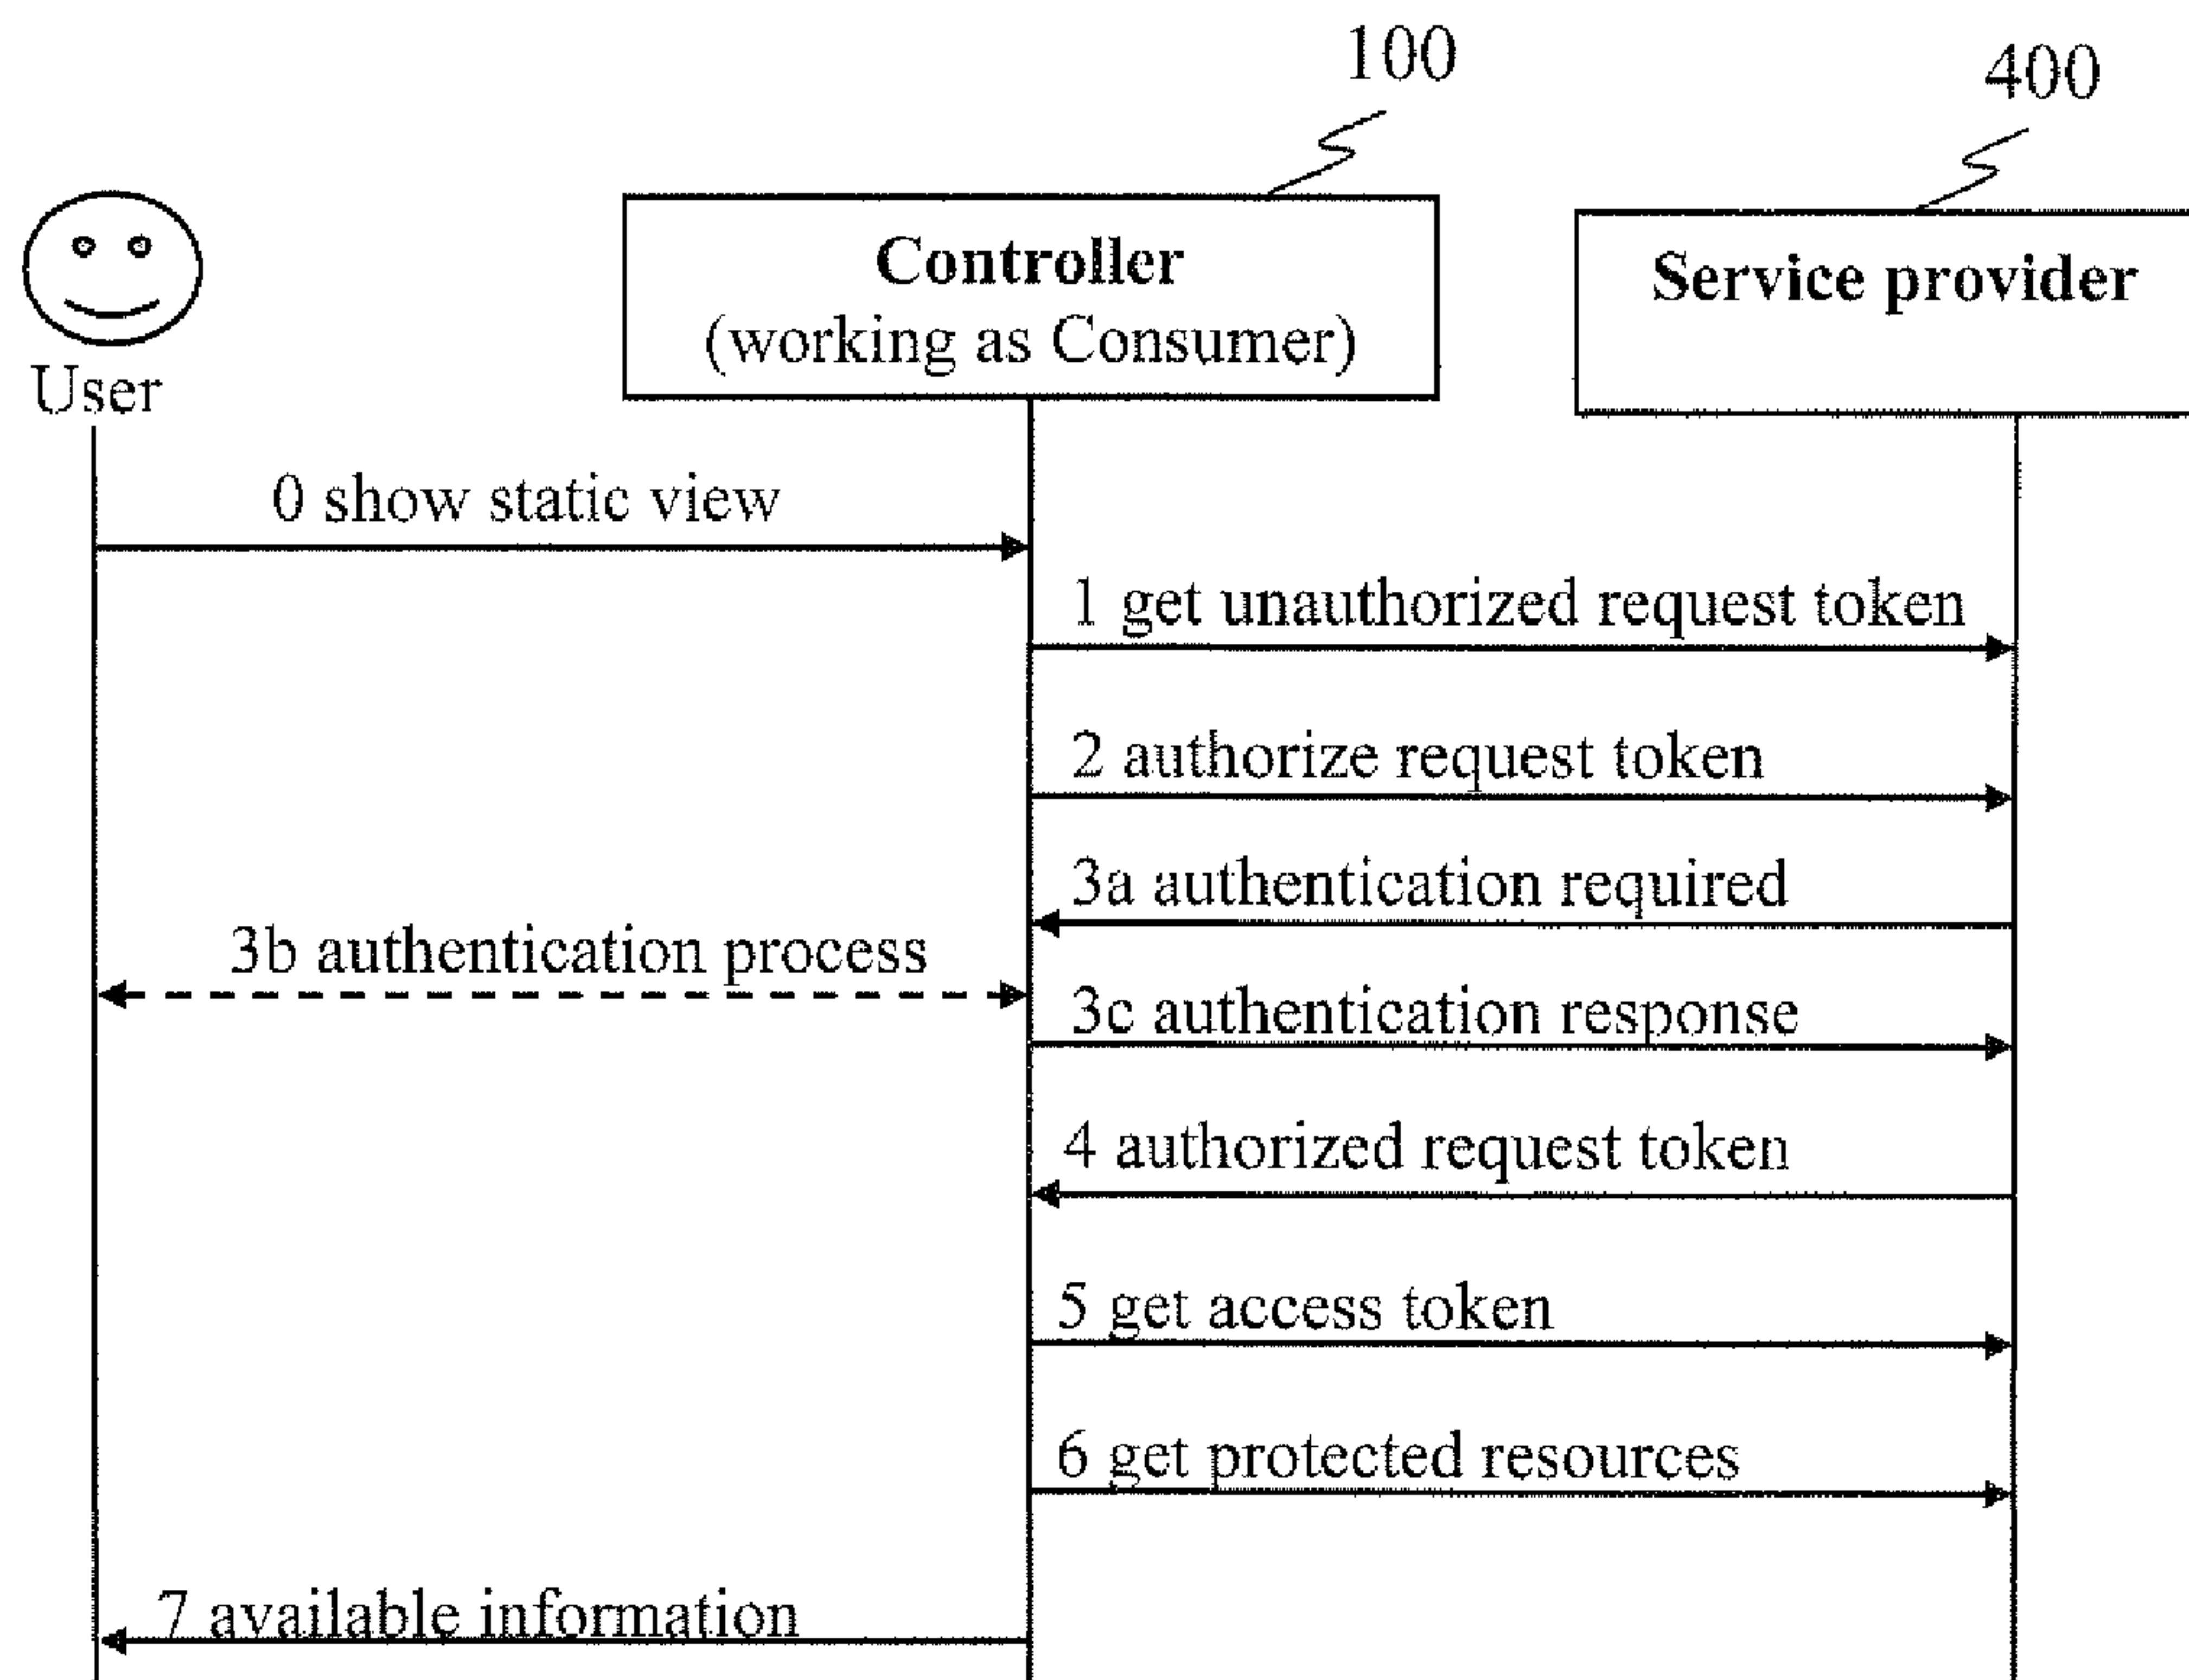 100
400
Controller
(working as Consumer)
Service provider
User
0 show static view
1 get unauthorized request token
2 authorize request token
3a authentication required
3b authentication process
3c authentication response
4 authorized request token
5 get access token
6 get protected resources
7 available information